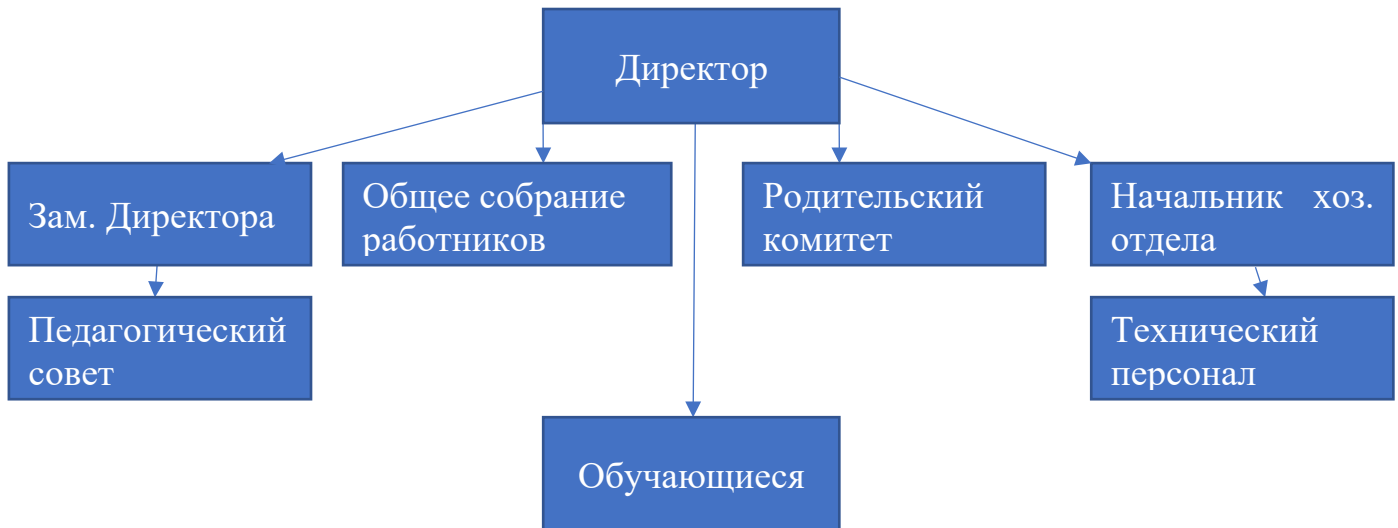 Директор
Зам. Директора
Общее собрание
работников
Родительский
комитет
Начальник хоз.
отдела
Педагогический
совет
Технический
персонал
Обучающиеся